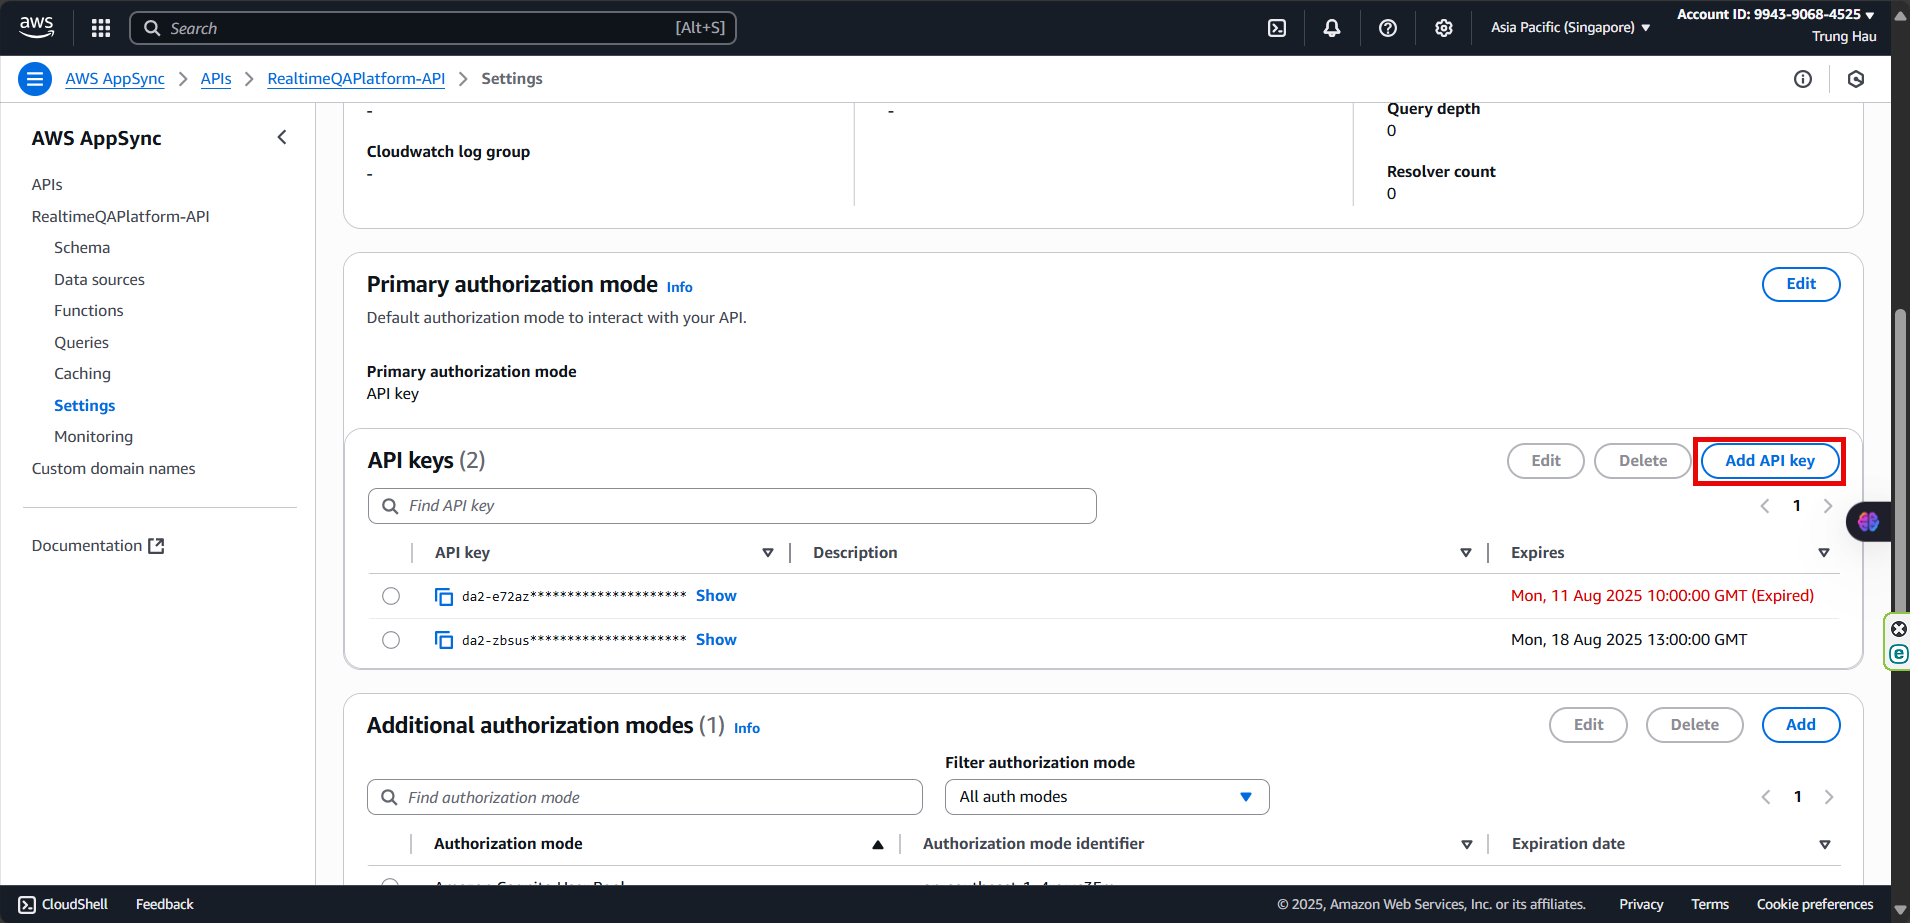 aws
Search [Alt+S]
Asia Pacific (Singapore)
Account ID: 9943-9068-4525
Trung Hau
AWS AppSync
APIs
RealtimeQAPlatform-API
Settings
AWS AppSync
APIs
RealtimeQAPlatform-API
Schema
Data sources
Functions
Queries
Caching
Settings
Monitoring
Custom domain names
Documentation
-
-
Query depth
0
Cloudwatch log group
-
Resolver count
0
Primary authorization mode Info
Edit
Default authorization mode to interact with your API.
Primary authorization mode
API key
API keys (2)
Edit Delete Add API key
Find API key
1
API key Description Expires
da2-e72az********************* Show Mon, 11 Aug 2025 10:00:00 GMT (Expired)
da2-zbsus********************* Show Mon, 18 Aug 2025 13:00:00 GMT
Additional authorization modes (1) Info
Edit Delete Add
Filter authorization mode
Find authorization mode
All auth modes
1
Authorization mode Authorization mode identifier Expiration date
CloudShell Feedback © 2025, Amazon Web Services, Inc. or its affiliates. Privacy Terms Cookie preferences